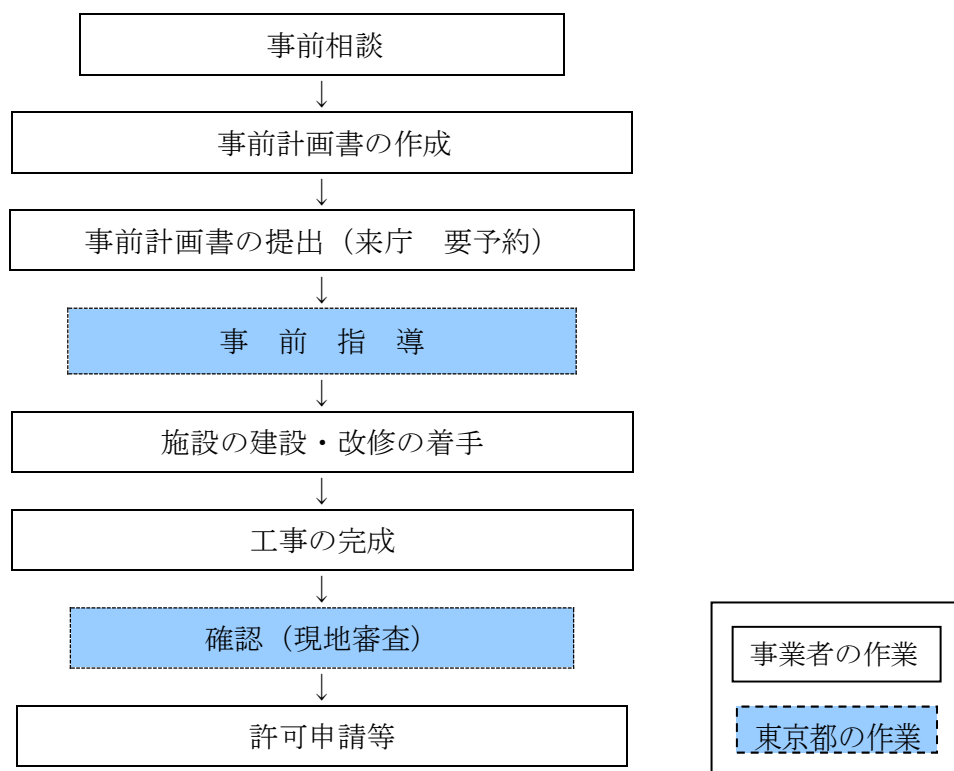 事前相談
↓
事前計画書の作成
↓
事前計画書の提出（来庁　要予約）
↓
事　前　指　導
↓
施設の建設・改修の着手
↓
工事の完成
↓
確認（現地審査）
↓
許可申請等
事業者の作業
東京都の作業